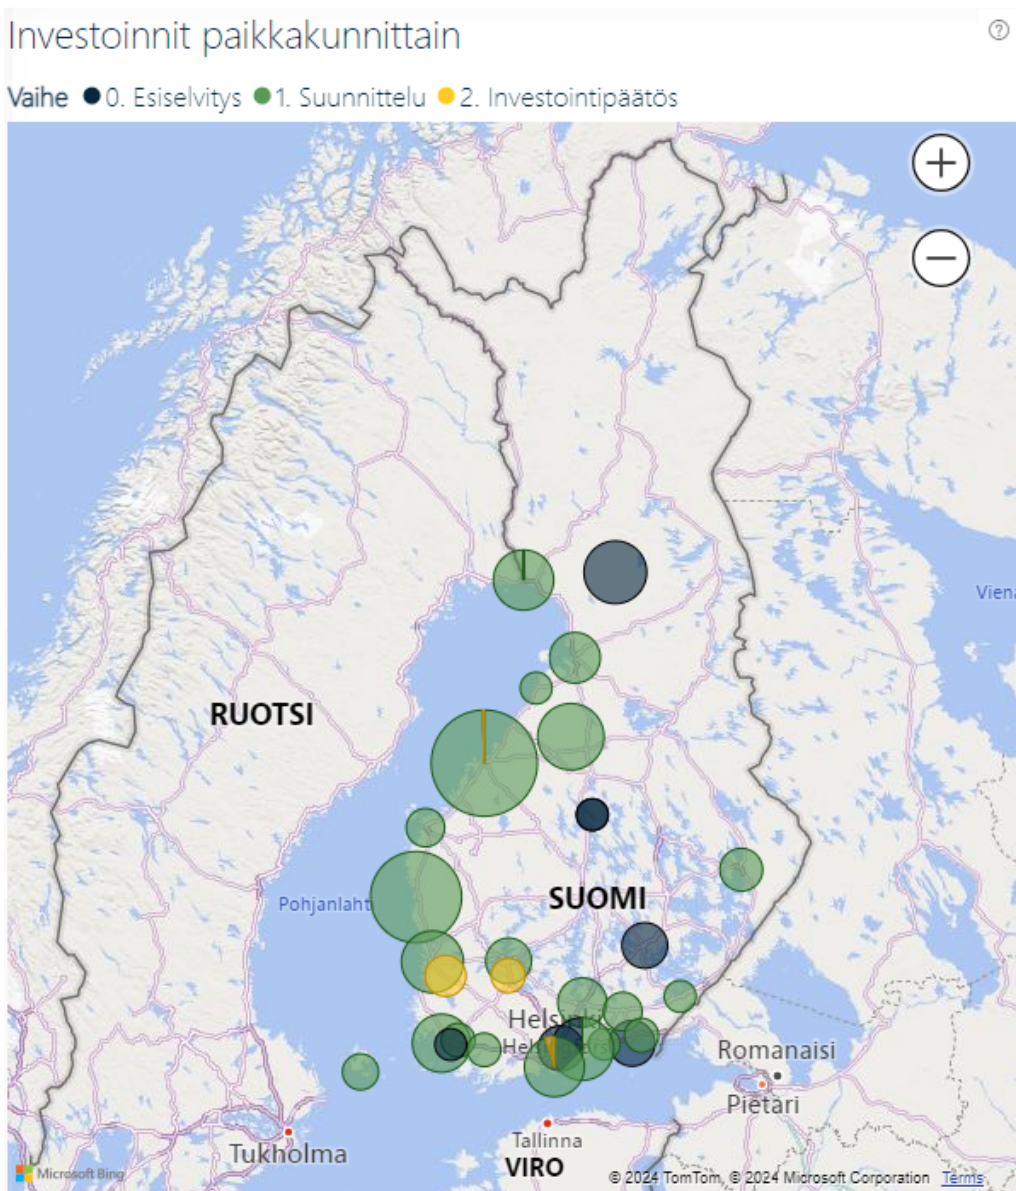 Investoinnit paikkakunnittain
Vaihe 0. Esiselvitys 1. Suunnittelu 2. Investointipäätös
Viena
RUOTSI
SUOMI
Pohjanlaht
Helsinki
Romanaisi
Pietari
Tallinna
Tukholma
VIRO
Microsoft Bing
© 2024 TomTom, © 2024 Microsoft Corporation Terms